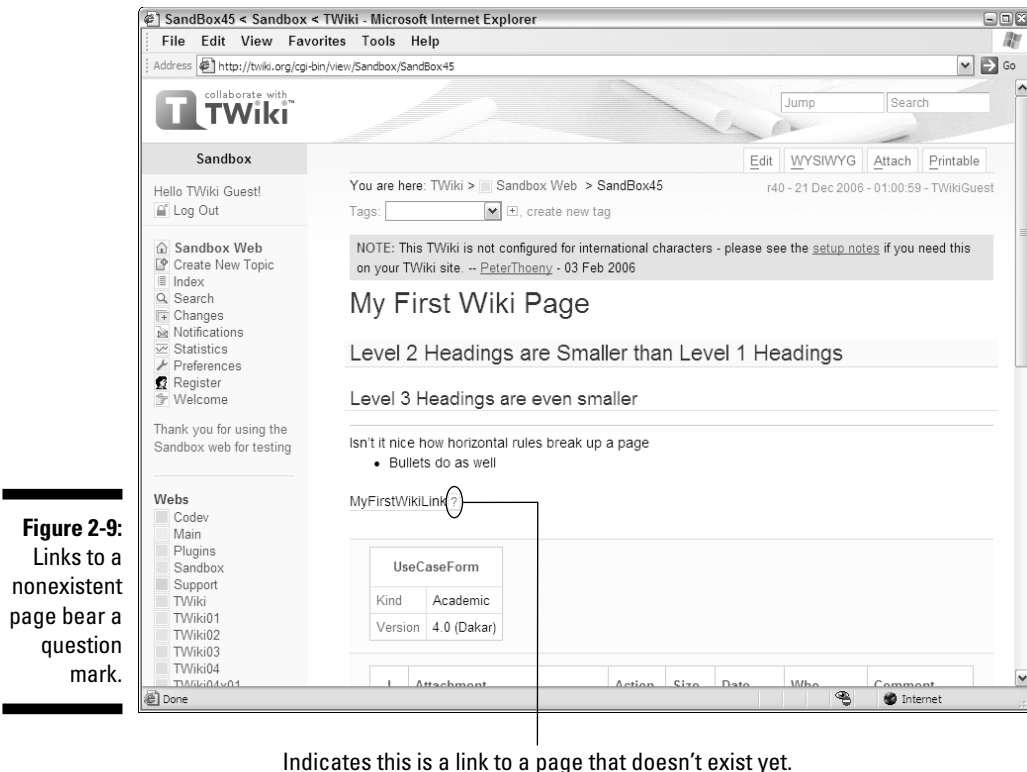 SandBox45 < Sandbox < TWiki - Microsoft Internet Explorer
File Edit View Favorites Tools Help
Address http://twiki.org/cgi-bin/view/Sandbox/SandBox45 Go
collaborate with
TWiki™
Jump Search
Sandbox
Edit WYSIWYG Attach Printable
Hello TWiki Guest!
Log Out
Sandbox Web
Create New Topic
Index
Search
Changes
Notifications
Statistics
Preferences
Register
Welcome
Thank you for using the
Sandbox web for testing
Webs
Codev
Main
Plugins
Sandbox
Support
TWiki
TWiki01
TWiki02
TWiki03
TWiki04
TWiki04x01
You are here: TWiki > Sandbox Web > SandBox45
r40 - 21 Dec 2006 - 01:00:59 - TWikiGuest
Tags: , create new tag
NOTE: This TWiki is not configured for international characters - please see the setup notes if you need this
on your TWiki site. -- PeterThoeny - 03 Feb 2006
My First Wiki Page
Level 2 Headings are Smaller than Level 1 Headings
Level 3 Headings are even smaller
Isn't it nice how horizontal rules break up a page
• Bullets do as well
MyFirstWikiLink?
UseCaseForm
Kind Academic
Version 4.0 (Dakar)
I Attachment Action Size Date Who Comment
Done Internet
Figure 2-9:
Links to a
nonexistent
page bear a
question
mark.
Indicates this is a link to a page that doesn't exist yet.